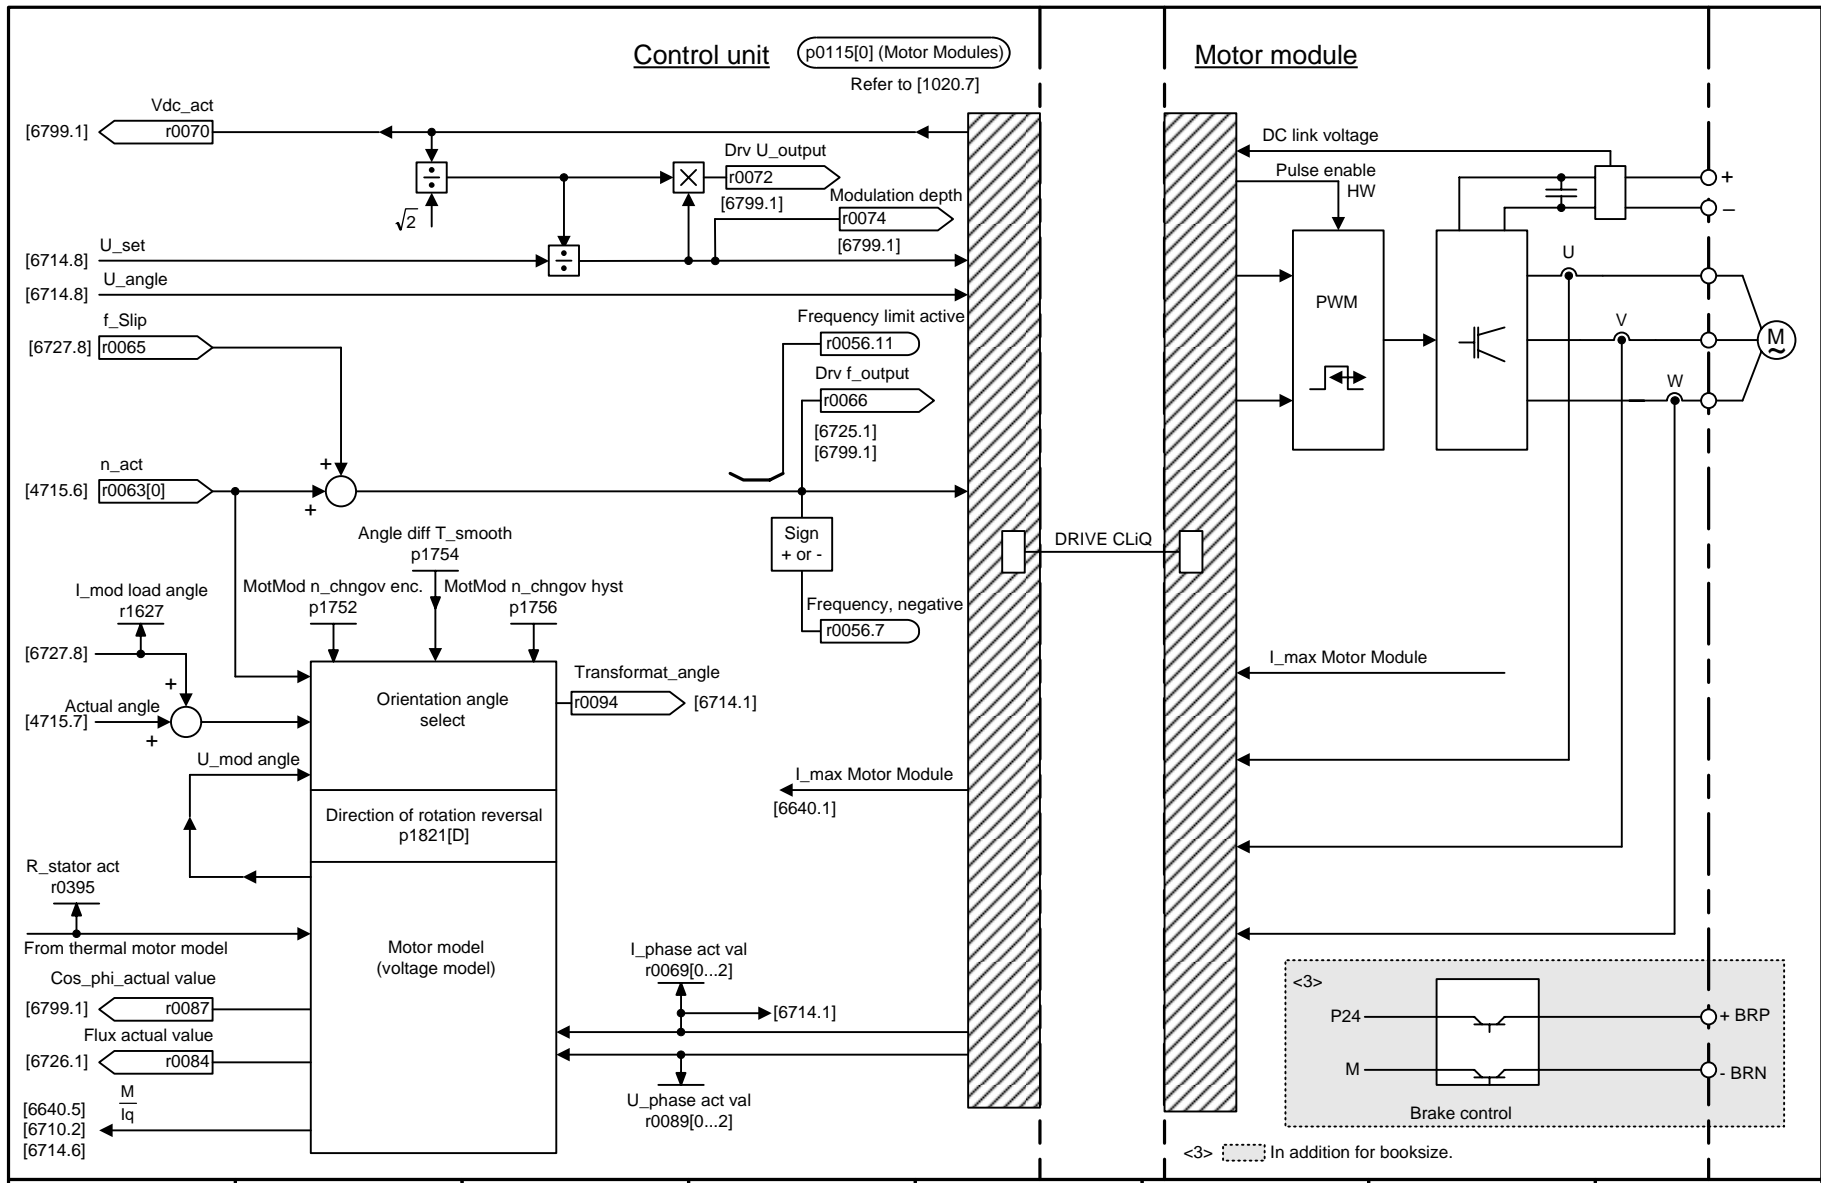 Control unit
p0115[0] (Motor Modules)
Refer to [1020.7]
Motor module
Vdc_act
[6799.1]
r0070
÷
√2
Drv U_output
×
r0072
[6799.1]
Modulation depth
r0074
[6799.1]
U_set
[6714.8]
÷
U_angle
[6714.8]
f_Slip
[6727.8]
r0065
Frequency limit active
r0056.11
Drv f_output
r0066
[6725.1]
[6799.1]
n_act
[4715.6]
r0063[0]
+
+
Sign
+ or -
Frequency, negative
r0056.7
Angle diff T_smooth
p1754
MotMod n_chngov enc.
p1752
MotMod n_chngov hyst
p1756
I_mod load angle
r1627
[6727.8]
+
Actual angle
[4715.7]
+
Orientation angle
select
Transformat_angle
r0094
[6714.1]
U_mod angle
Direction of rotation reversal
p1821[D]
I_max Motor Module
[6640.1]
R_stator act
r0395
From thermal motor model
Motor model
(voltage model)
Cos_phi_actual value
[6799.1]
r0087
Flux actual value
[6726.1]
r0084
M
Iq
[6640.5]
[6710.2]
[6714.6]
I_phase act val
r0069[0...2]
[6714.1]
U_phase act val
r0089[0...2]
DRIVE CLiQ
DC link voltage
Pulse enable
HW
+
–
PWM
U
V
W
M
~
I_max Motor Module
<3>
P24
+ BRP
M
- BRN
Brake control
<3> In addition for booksize.